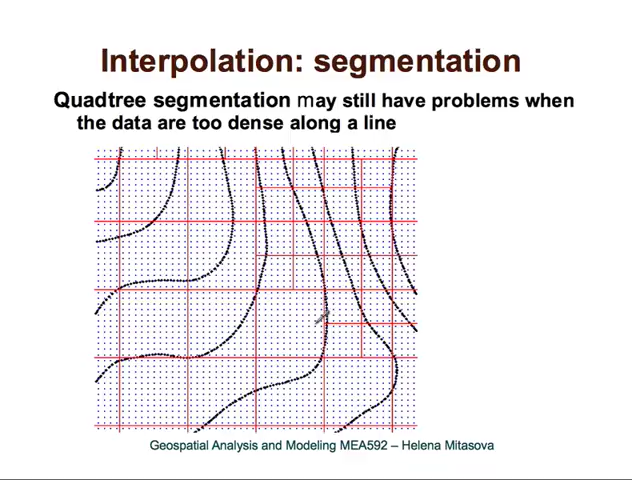 Interpolation: segmentation
Quadtree segmentation may still have problems when
the data are too dense along a line
Geospatial Analysis and Modeling MEA592 – Helena Mitasova